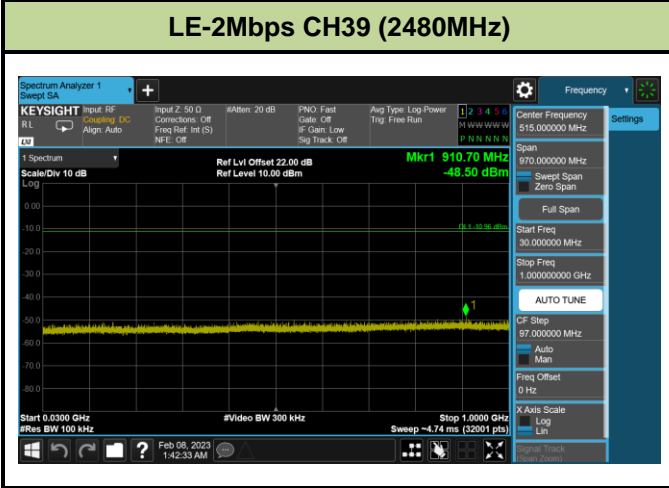 LE-2Mbps CH39 (2480MHz)
Spectrum Analyzer 1
Swept SA
Frequency
KEYSIGHT
RL
Input: RF
Coupling: DC
Align: Auto
Input Z: 50 Ω
Corrections: Off
Freq Ref: Int (S)
NFE: Off
#Atten: 20 dB
PNO: Fast
Gate: Off
IF Gain: Low
Sig Track: Off
Avg Type: Log-Power
Trig: Free Run
1 2 3 4 5 6
M W W W W W
P N N N N N
Settings
1 Spectrum
Scale/Div 10 dB
Log
Ref Lvl Offset 22.00 dB
Ref Level 10.00 dBm
Mkr1 910.70 MHz
-48.50 dBm
0.00
-10.0
-20.0
-30.0
-40.0
-50.0
-60.0
-70.0
-80.0
DL1 -10.96 dBm
1
Start 0.0300 GHz
#Res BW 100 kHz
#Video BW 300 kHz
Stop 1.0000 GHz
Sweep ~4.74 ms (32001 pts)
Center Frequency
515.000000 MHz
Span
970.000000 MHz
Swept Span
Zero Span
Full Span
Start Freq
30.000000 MHz
Stop Freq
1.000000000 GHz
AUTO TUNE
CF Step
97.000000 MHz
Auto
Man
Freq Offset
0 Hz
X Axis Scale
Log
Lin
Signal Track
(Span Zoom)
?
Feb 08, 2023
1:42:33 AM